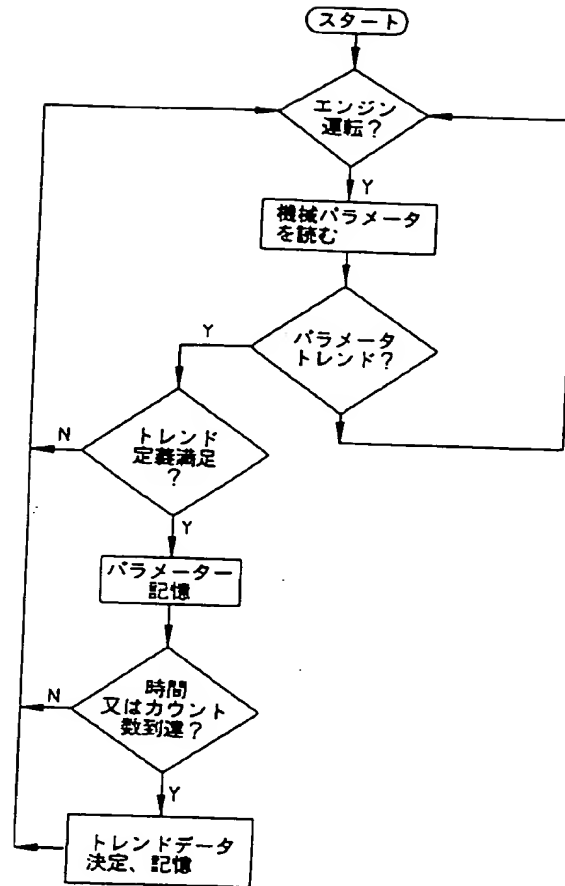 スタート
エンジン
運転?
Y
機械パラメータ
を読む
パラメータ
トレンド?
Y
トレンド
定義満足
?
N
Y
パラメーター
記憶
時間
又はカウント
数到達?
N
Y
トレンドデータ
決定、記憶